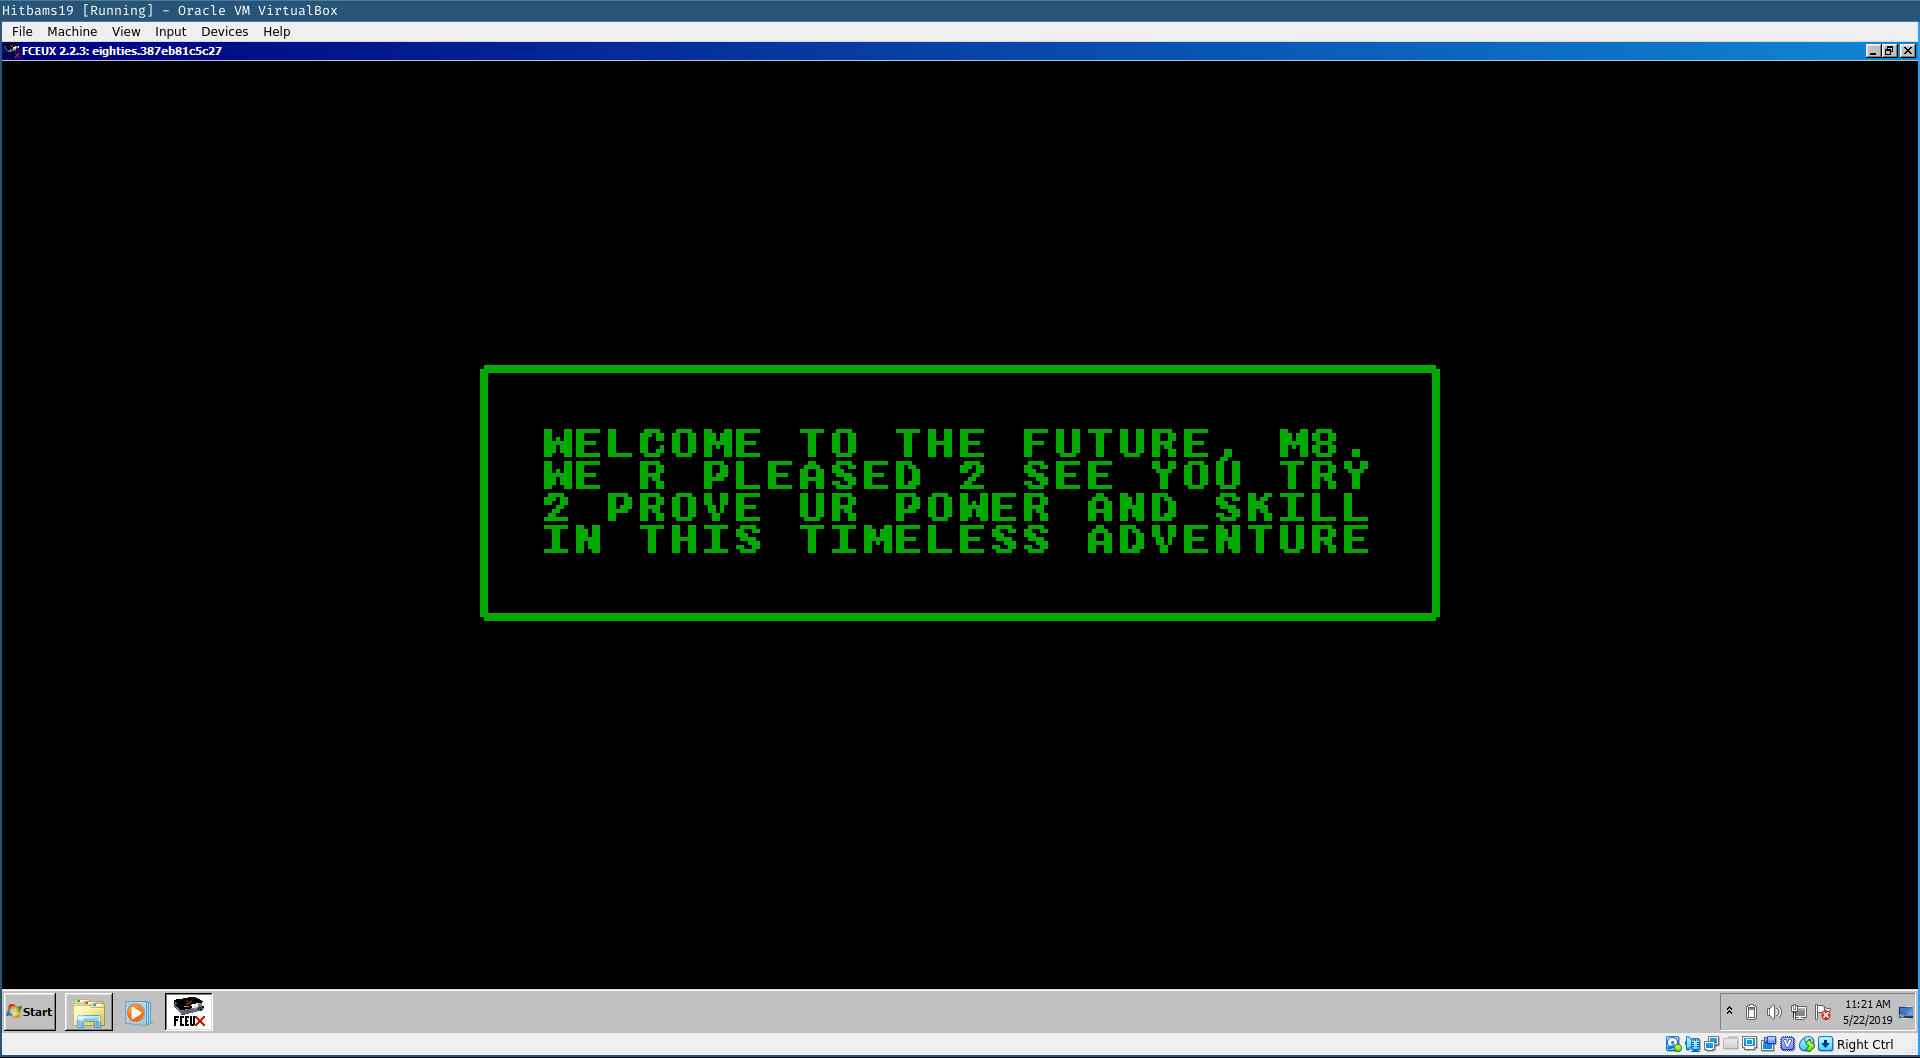 Hitbams19 [Running] - Oracle VM VirtualBox
File Machine View Input Devices Help
FCEUX 2.2.3: eighties.387eb81c5c27
WELCOME TO THE FUTURE, M8.
WE R PLEASED 2 SEE YOU TRY
2 PROVE UR POWER AND SKILL
IN THIS TIMELESS ADVENTURE
Start
FCEUX
11:21 AM
5/22/2019
Right Ctrl